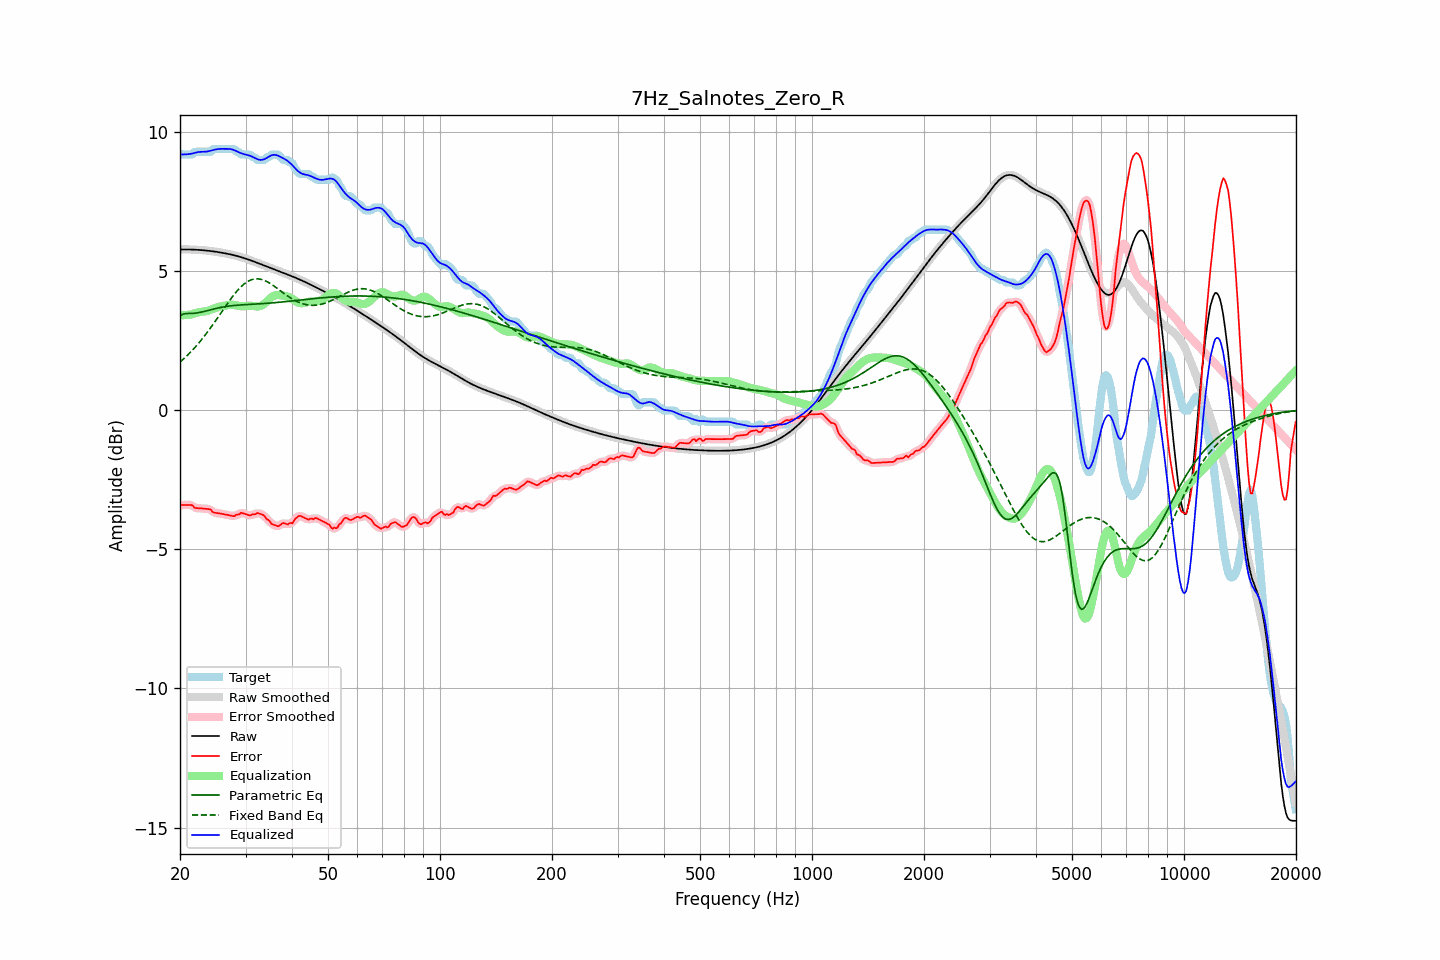 7Hz_Salnotes_Zero_R
Amplitude (dBr)
10
5
0
−5
−10
−15
Target
Raw Smoothed
Error Smoothed
Raw
Error
Equalization
Parametric Eq
Fixed Band Eq
Equalized
20 50 100 200 500 1000 2000 5000 10000 20000
Frequency (Hz)